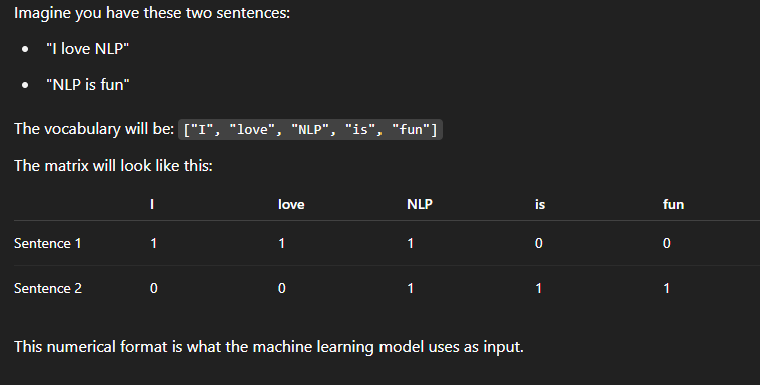 Imagine you have these two sentences:
• "I love NLP"
• "NLP is fun"
The vocabulary will be: ["I", "love", "NLP", "is", "fun"]
The matrix will look like this:
I love NLP is fun
Sentence 1 1 1 1 0 0
Sentence 2 0 0 1 1 1
This numerical format is what the machine learning model uses as input.